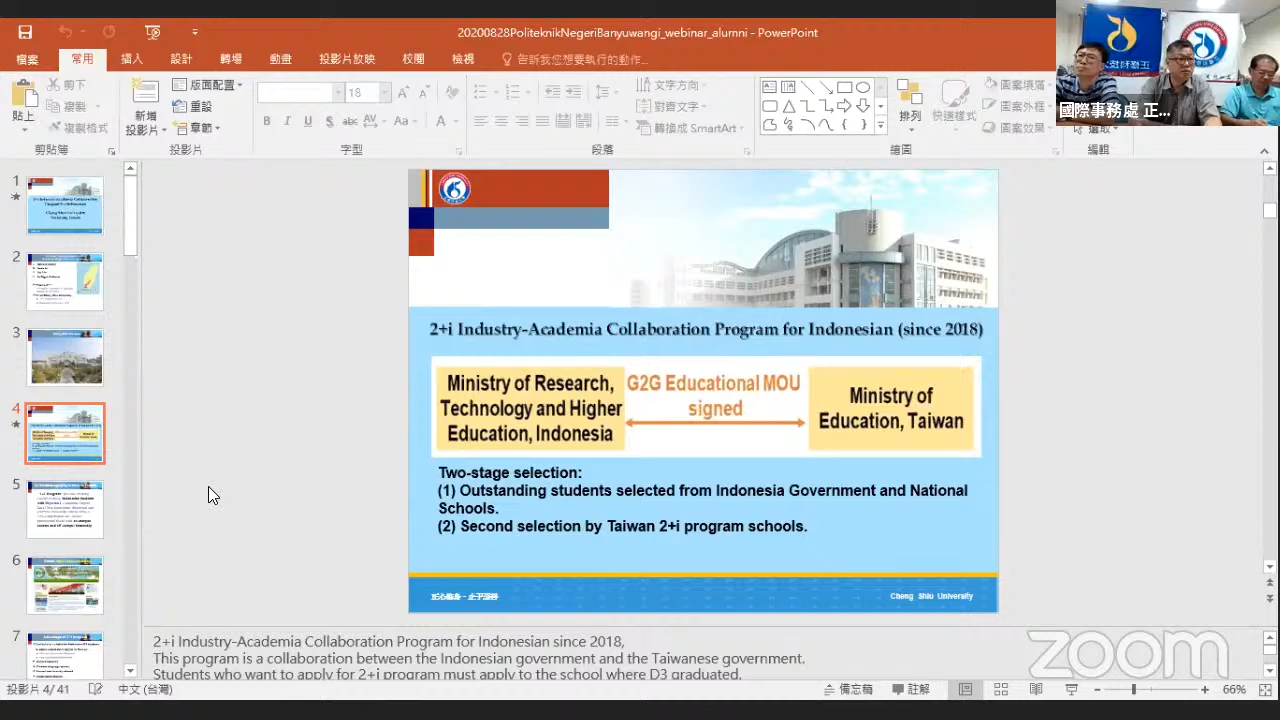 20200828PoliteknikNegeriBanyuwangi_webinar_alumni - PowerPoint
檔案 常用 插入 設計 轉場 動畫 投影片放映 校閱 檢視 告訴我您想要執行的動作...
貼上
剪下
複製
複製格式
剪貼簿
新增
投影片
版面配置
重設
章節
投影片
18
B I U S abc AV Aa A
字型
文字方向
對齊文字
轉換成 SmartArt
段落
排列
快速樣式
圖案填滿
圖案外框
圖案效果
繪圖
選取
編輯
國際事務處 正...
1
2
3
4
5
6
7
2+i Industry-Academia Collaboration Program for Indonesian (since 2018)
Ministry of Research,
Technology and Higher
Education, Indonesia
G2G Educational MOU
signed
Ministry of
Education, Taiwan
Two-stage selection:
(1) Outstanding students selected from Indonesia Government and National
Schools.
(2) Second selection by Taiwan 2+i program schools.
Cheng Shiu University
2+i Industry-Academia Collaboration Program for Indonesian since 2018,
This program is a collaboration between the Indonesian government and the Taiwanese government.
Students who want to apply for 2+i program must apply to the school where D3 graduated.
zoom
投影片 4/41 中文 (台灣) 備忘稿 註解 66%